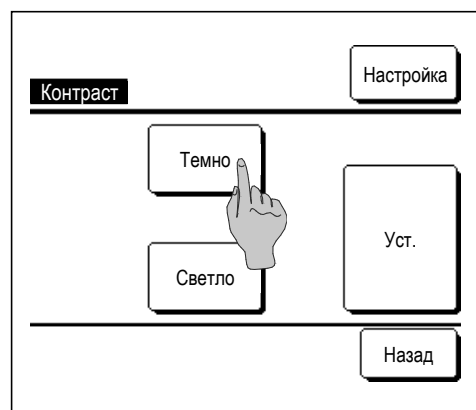 Настройка
Контраст
Темно
Уст.
Светло
Назад